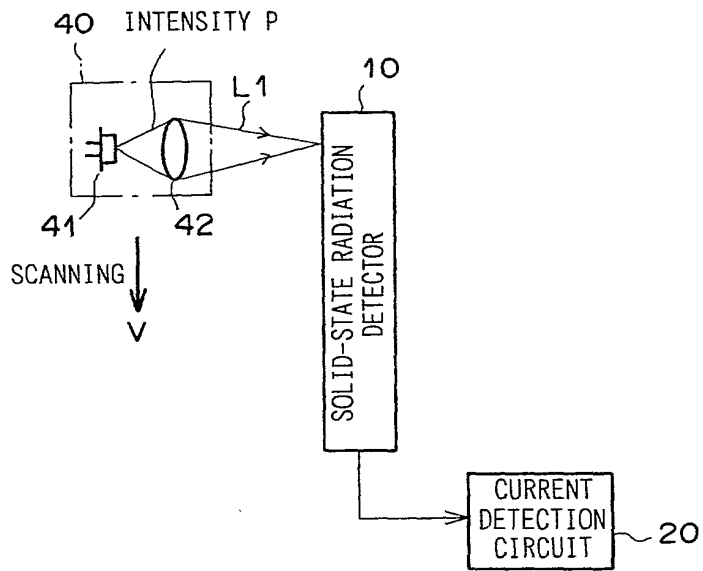 INTENSITY P
40
L1
10
41
42
SCANNING
V
SOLID-STATE RADIATION
DETECTOR
CURRENT
DETECTION
CIRCUIT
20